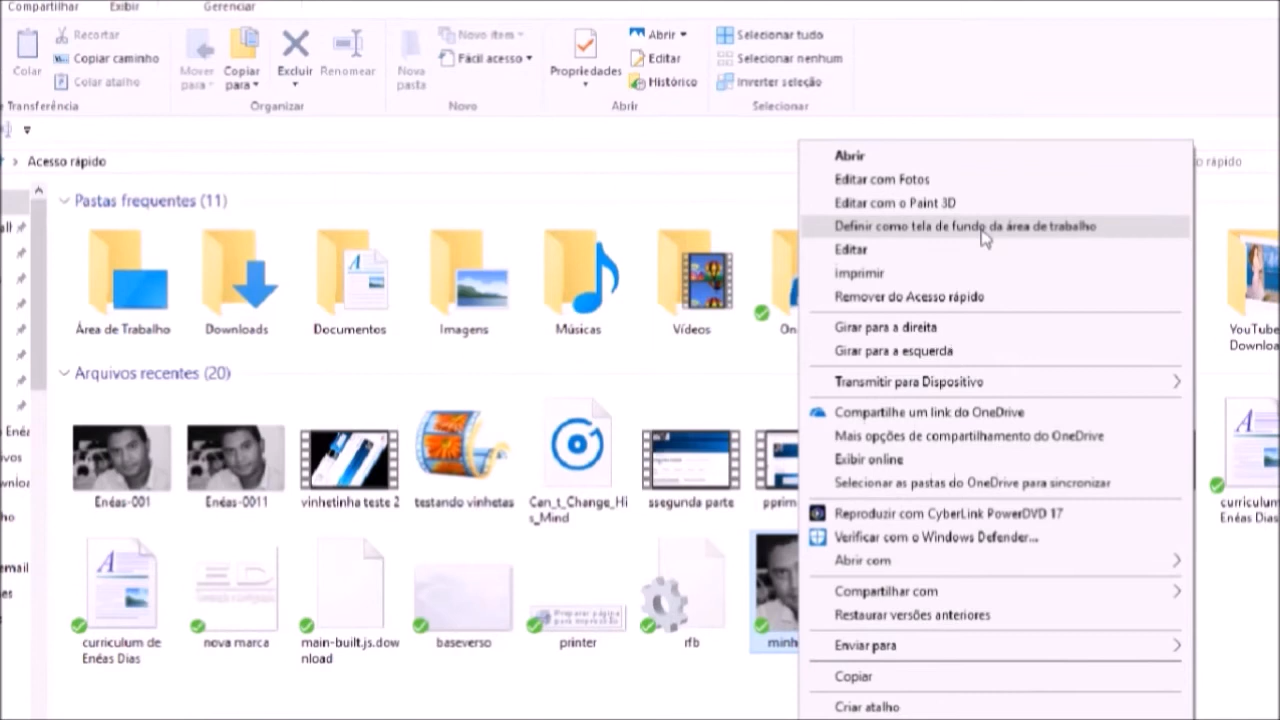 Compartilhar Exibir Gerenciar
Colar
Recortar
Copiar caminho
Colar atalho
Transferência
Mover para
Copiar para
Excluir
Renomear
Organizar
Nova pasta
Novo item
Fácil acesso
Novo
Propriedades
Abrir
Editar
Histórico
Abrir
Selecionar tudo
Selecionar nenhum
Inverter seleção
Selecionar
Acesso rápido
o rápido
Pastas frequentes (11)
Área de Trabalho
Downloads
Documentos
Imagens
Músicas
Vídeos
On
YouTube
Downloa
Arquivos recentes (20)
Enéas-001
Enéas-0011
vinhetinha teste 2
testando vinhetas
Can_t_Change_Hi
s_Mind
ssegunda parte
pprim
curriculum
Enéas Dias
curriculum de
Enéas Dias
nova marca
main-built.js.dow
nload
baseverso
printer
rfb
minh
Abrir
Editar com Fotos
Editar com o Paint 3D
Definir como tela de fundo da área de trabalho
Editar
Imprimir
Remover do Acesso rápido
Girar para a direita
Girar para a esquerda
Transmitir para Dispositivo
Compartilhe um link do OneDrive
Mais opções de compartilhamento do OneDrive
Exibir online
Selecionar as pastas do OneDrive para sincronizar
Reproduzir com CyberLink PowerDVD 17
Verificar com o Windows Defender...
Abrir com
Compartilhar com
Restaurar versões anteriores
Enviar para
Copiar
Criar atalho